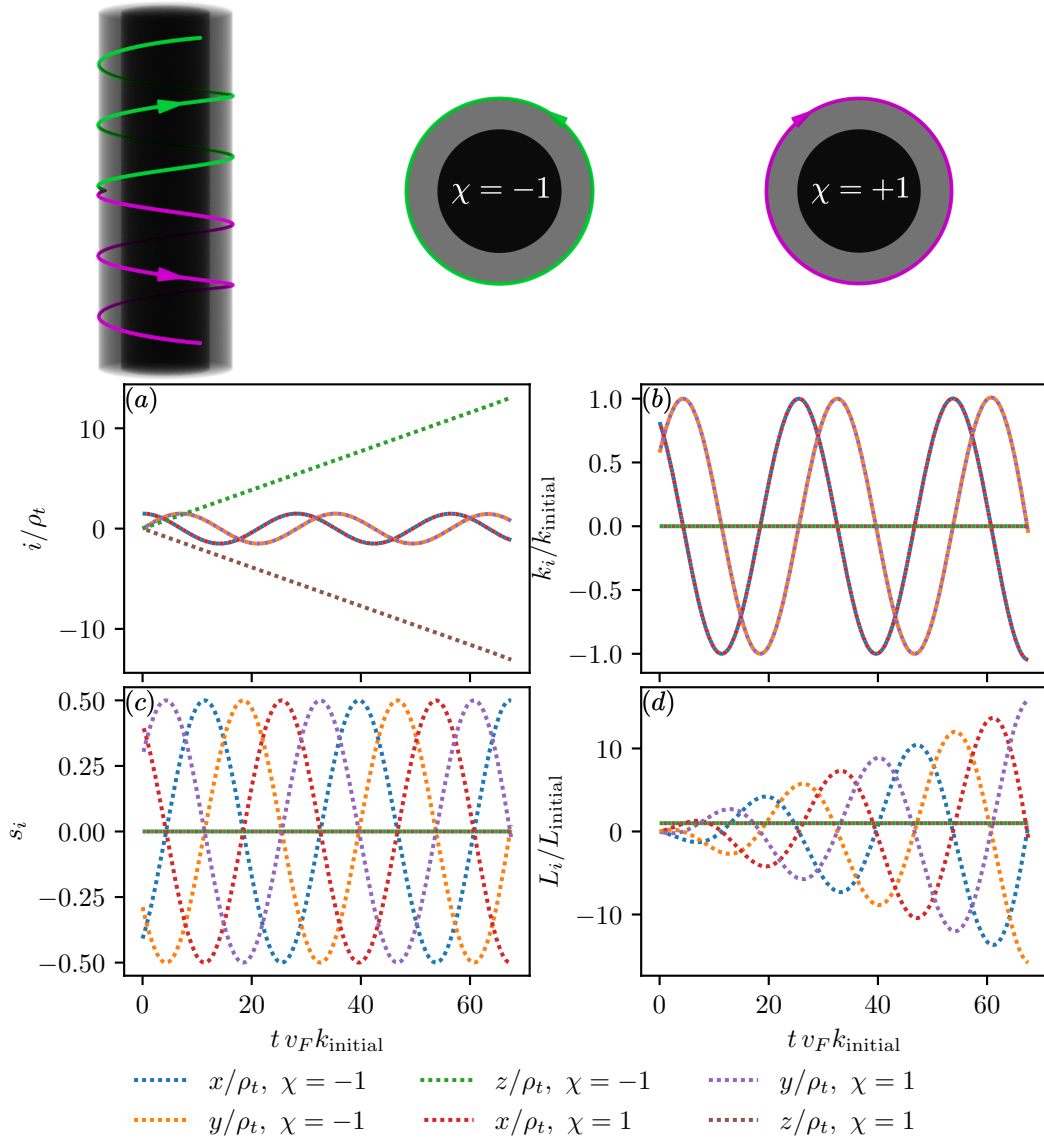 χ = −1
χ = +1
(a)
(b)
i/ρ_t
10
0
−10
k_i/k_initial
1.0
0.5
0.0
−0.5
−1.0
(c)
(d)
s_i
0.50
0.25
0.00
−0.25
−0.50
L_i/L_initial
10
0
−10
0 20 40 60
0 20 40 60
t v_F k_initial
t v_F k_initial
x/ρ_t, χ = −1
z/ρ_t, χ = −1
y/ρ_t, χ = 1
y/ρ_t, χ = −1
x/ρ_t, χ = 1
z/ρ_t, χ = 1